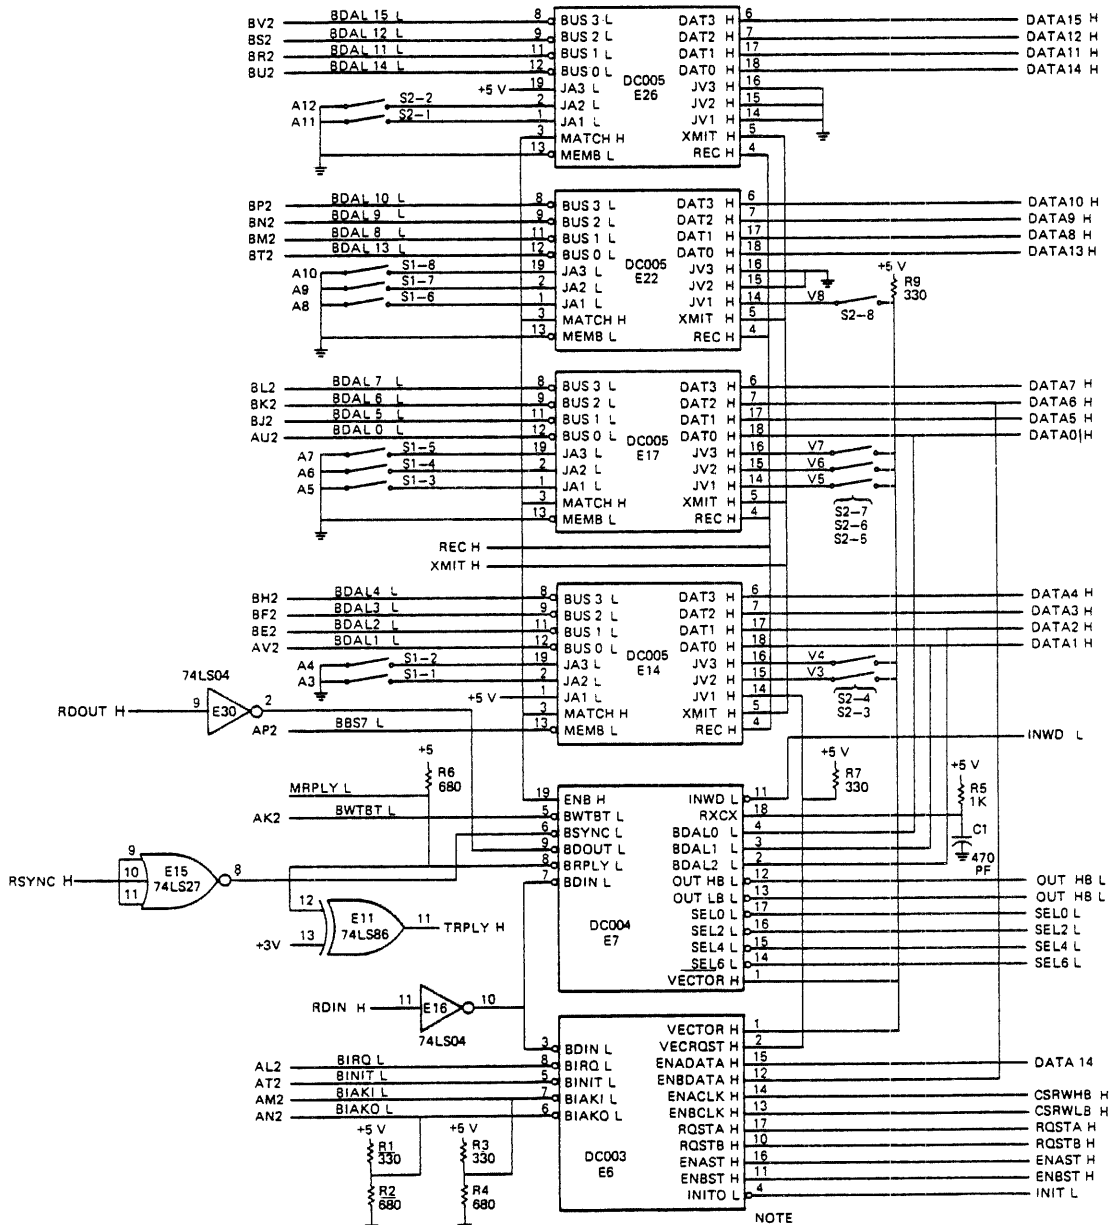 BV2 BDAL 15 L 8 BUS 3 L DAT3 H 6 DATA15 H
BS2 BDAL 12 L 9 BUS 2 L DAT2 H 7 DATA12 H
BR2 BDAL 11 L 11 BUS 1 L DAT1 H 17 DATA11 H
BU2 BDAL 14 L 12 BUS 0 L DAT0 H 18 DATA14 H
+5 V 19 JA3 L DC005 JV3 16
A12 S2-2 2 JA2 L E26 JV2 15
A11 S2-1 1 JA1 L JV1 14
3 MATCH H XMIT H 5
13 MEMB L REC H 4
BP2 BDAL 10 L 8 BUS 3 L DAT3 H 6 DATA10 H
BN2 BDAL 9 L 9 BUS 2 L DAT2 H 7 DATA9 H
BM2 BDAL 8 L 11 BUS 1 L DAT1 H 17 DATA8 H
BT2 BDAL 13 L 12 BUS 0 L DAT0 H 18 DATA13 H
A10 S1-8 19 JA3 L DC005 JV3 H 16 +5 V
A9 S1-7 2 JA2 L E22 JV2 H 15 R9
A8 S1-6 1 JA1 L JV1 H 14 V8 330
3 MATCH H XMIT H 5 S2-8
13 MEMB L REC H 4
BL2 BDAL 7 L 8 BUS 3 L DAT3 H 6 DATA7 H
BK2 BDAL 6 L 9 BUS 2 L DAT2 H 7 DATA6 H
BJ2 BDAL 5 L 11 BUS 1 L DAT1 H 17 DATA5 H
AU2 BDAL 0 L 12 BUS 0 L DAT0 H 18 DATA0 H
A7 S1-5 19 JA3 L DC005 JV3 H 16 V7
A6 S1-4 2 JA2 L E17 JV2 H 15 V6
A5 S1-3 1 JA1 L JV1 H 14 V5
3 MATCH H XMIT H 5 S2-7
13 MEMB L REC H 4 S2-6
S2-5
REC H
XMIT H
BH2 BDAL4 L 8 BUS 3 L DAT3 H 6 DATA4 H
BF2 BDAL3 L 9 BUS 2 L DAT2 H 7 DATA3 H
BE2 BDAL2 L 11 BUS 1 L DAT1 H 17 DATA2 H
AV2 BDAL1 L 12 BUS 0 L DAT0 H 18 DATA1 H
A4 S1-2 19 JA3 L DC005 JV3 H 16 V4
A3 S1-1 2 JA2 L E14 JV2 H 15 V3
74LS04 +5 V 1 JA1 L JV1 H 14 S2-4
RDOUT H 9 E30 2 3 MATCH H XMIT H 5 S2-3
AP2 BBS7 L 13 MEMB L REC H 4
INWD L
+5 +5 V +5 V
R6 R7 R5
680 330 1K
MRPLY L 19 ENB H INWD L 11
AK2 BWTBT L 5 BWTBT L RXCX 18
6 BSYNC L BDAL0 L 4 C1
9 BDOUT L BDAL1 L 3
9 E15 8 BRPLY L BDAL2 L 2 470
RSYNC H 10 74LS27 8 7 BDIN L OUT HB L 12 PF OUT HB L
11 OUT LB L 13 OUT HB L
12 E11 11 SEL0 L 17 SEL0 L
74LS86 TRPLY H DC004 SEL2 L 16 SEL2 L
+3V 13 E7 SEL4 L 15 SEL4 L
SEL6 L 14 SEL6 L
VECTOR H 1
RDIN H 11 E16 10
74LS04
VECTOR H 1
3 BDIN L VECRQST H 2
AL2 BIRQ L 8 BIRQ L ENADATA H 15 DATA 14
AT2 BINIT L 5 BINIT L ENBDATA H 12
AM2 BIAKI L 7 BIAKI L ENACLK H 14 CSRWHB H
AN2 BIAKO L 6 BIAKO L ENBCLK H 13 CSRWLB H
+5 V +5 V RQSTA H 17 RQSTA H
R1 R3 RQSTB H 10 RQSTB H
330 330 DC003 ENAST H 16 ENAST H
R2 R4 E6 ENBST H 11 ENBST H
680 680 INITO L 4 INIT L
NOTE